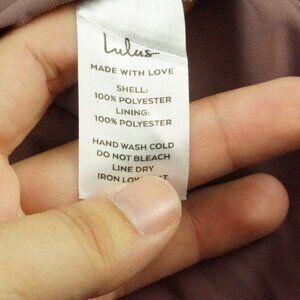 Lulus
MADE WITH LOVE
SHELL:
100% POLYESTER
LINING:
100% POLYESTER
HAND WASH COLD
DO NOT BLEACH
LINE DRY
IRON LOW